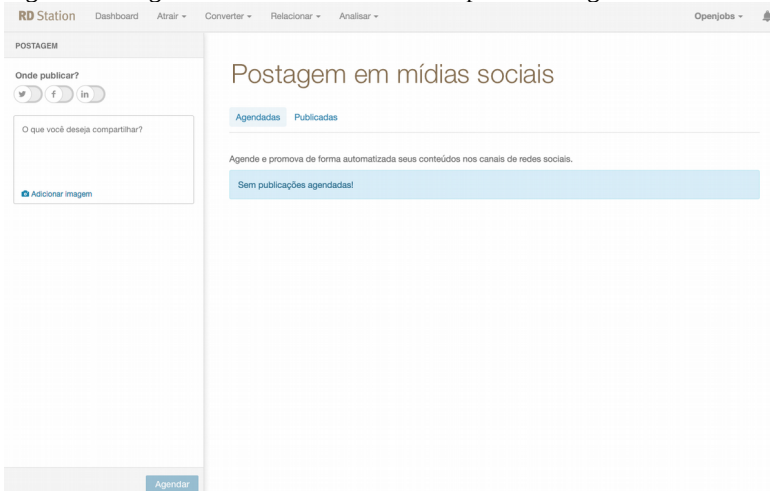 RD Station Dashboard Atrair Converter Relacionar Analisar Openjobs
POSTAGEM
Onde publicar?
f in
O que você deseja compartilhar?
Adicionar imagem
Agendar
Postagem em mídias sociais
Agendadas Publicadas
Agende e promova de forma automatizada seus conteúdos nos canais de redes sociais.
Sem publicações agendadas!